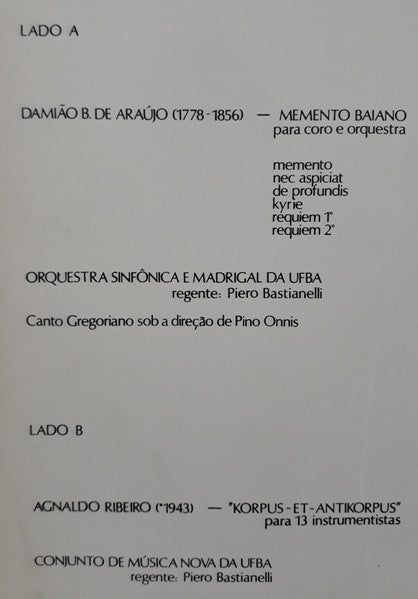 LADO A
DAMIÃO B. DE ARAÚJO (1778-1856) — MEMENTO BAIANO
para coro e orquestra
memento
nec aspiciat
de profundis
kyrie
requiem 1º
requiem 2º
ORQUESTRA SINFÔNICA E MADRIGAL DA UFBA
regente: Piero Bastianelli
Canto Gregoriano sob a direção de Pino Onnis
LADO B
AGNALDO RIBEIRO (*1943) — "KORPUS-ET-ANTIKORPUS"
para 13 instrumentistas
CONJUNTO DE MÚSICA NOVA DA UFBA
regente: Piero Bastianelli